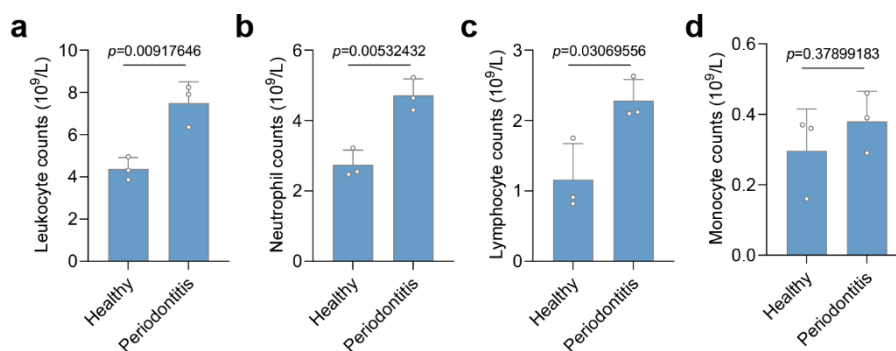 a
p=0.00917646
Leukocyte counts (10⁹/L)
10
8
6
4
2
0
Healthy
Periodontitis
b
p=0.00532432
Neutrophil counts (10⁹/L)
6
4
2
0
Healthy
Periodontitis
c
p=0.03069556
Lymphocyte counts (10⁹/L)
3
2
1
0
Healthy
Periodontitis
d
p=0.37899183
Monocyte counts (10⁹/L)
0.6
0.4
0.2
0.0
Healthy
Periodontitis